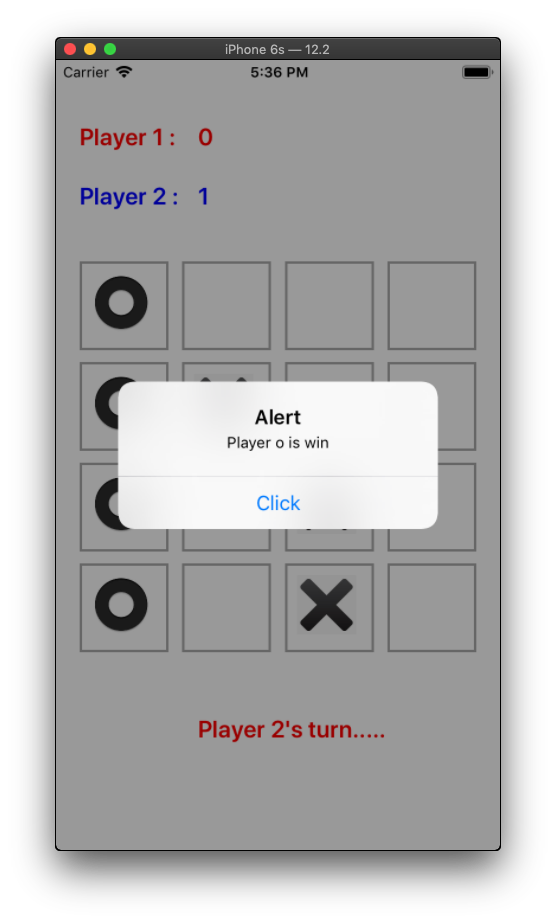 iPhone 6s — 12.2
Carrier 5:36 PM
Player 1 : 0
Player 2 : 1
Alert
Player o is win
Click
Player 2's turn.....